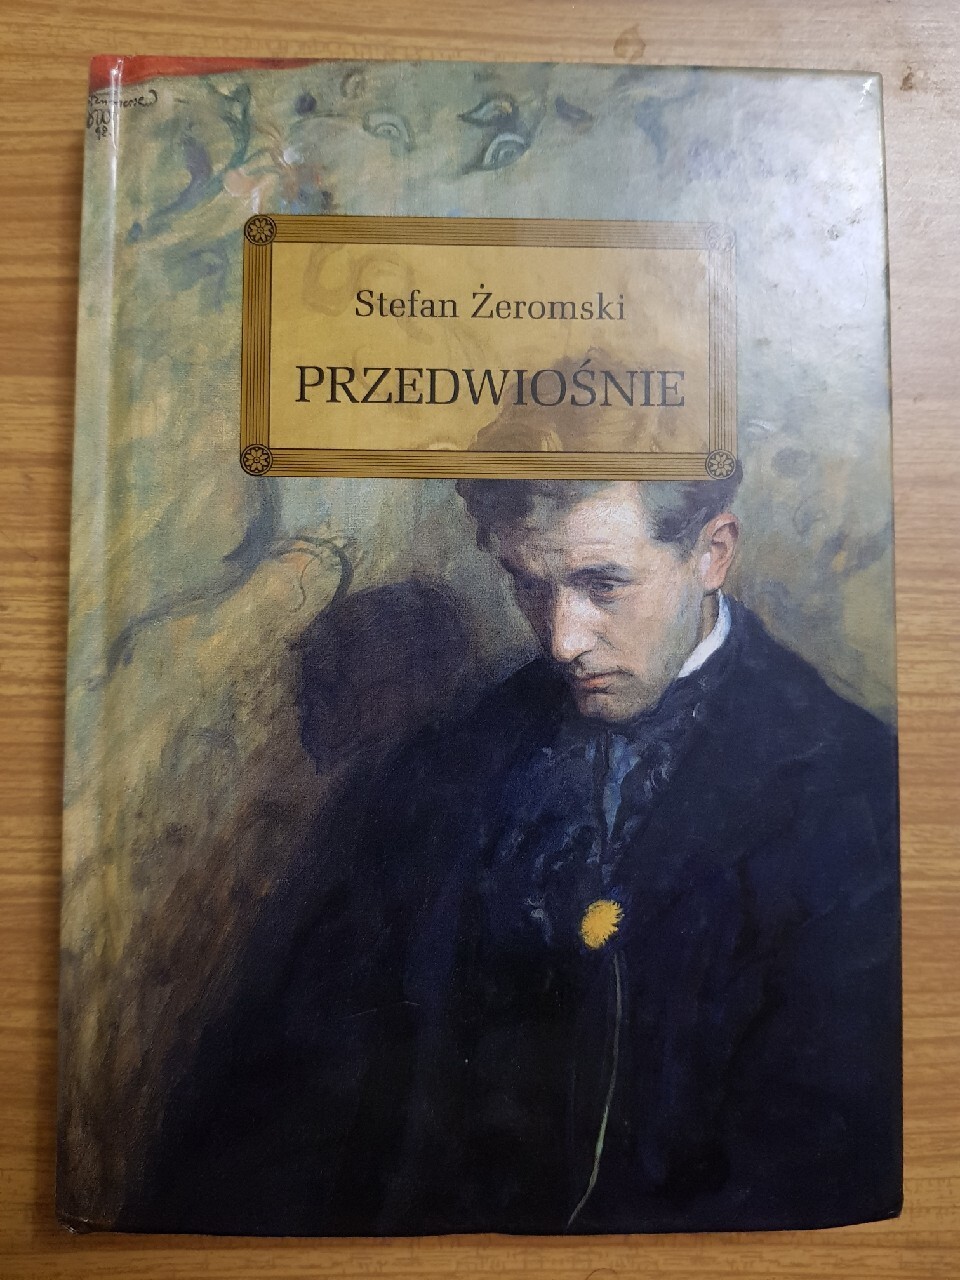 Stefan Żeromski
PRZEDWIOŚNIE